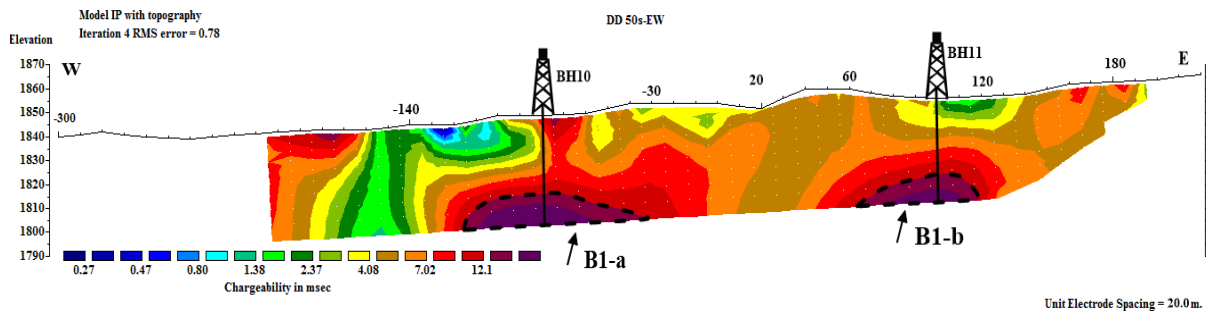 Model IP with topography
Iteration 4 RMS error = 0.78
DD 50s-EW
Elevation
1870
1860
1850
1840
1830
1820
1810
1800
1790
W
E
BH10
BH11
-300
-140
-30
20
60
120
180
B1-a
B1-b
0.27 0.47 0.80 1.38 2.37 4.08 7.02 12.1
Chargeability in msec
Unit Electrode Spacing = 20.0 m.